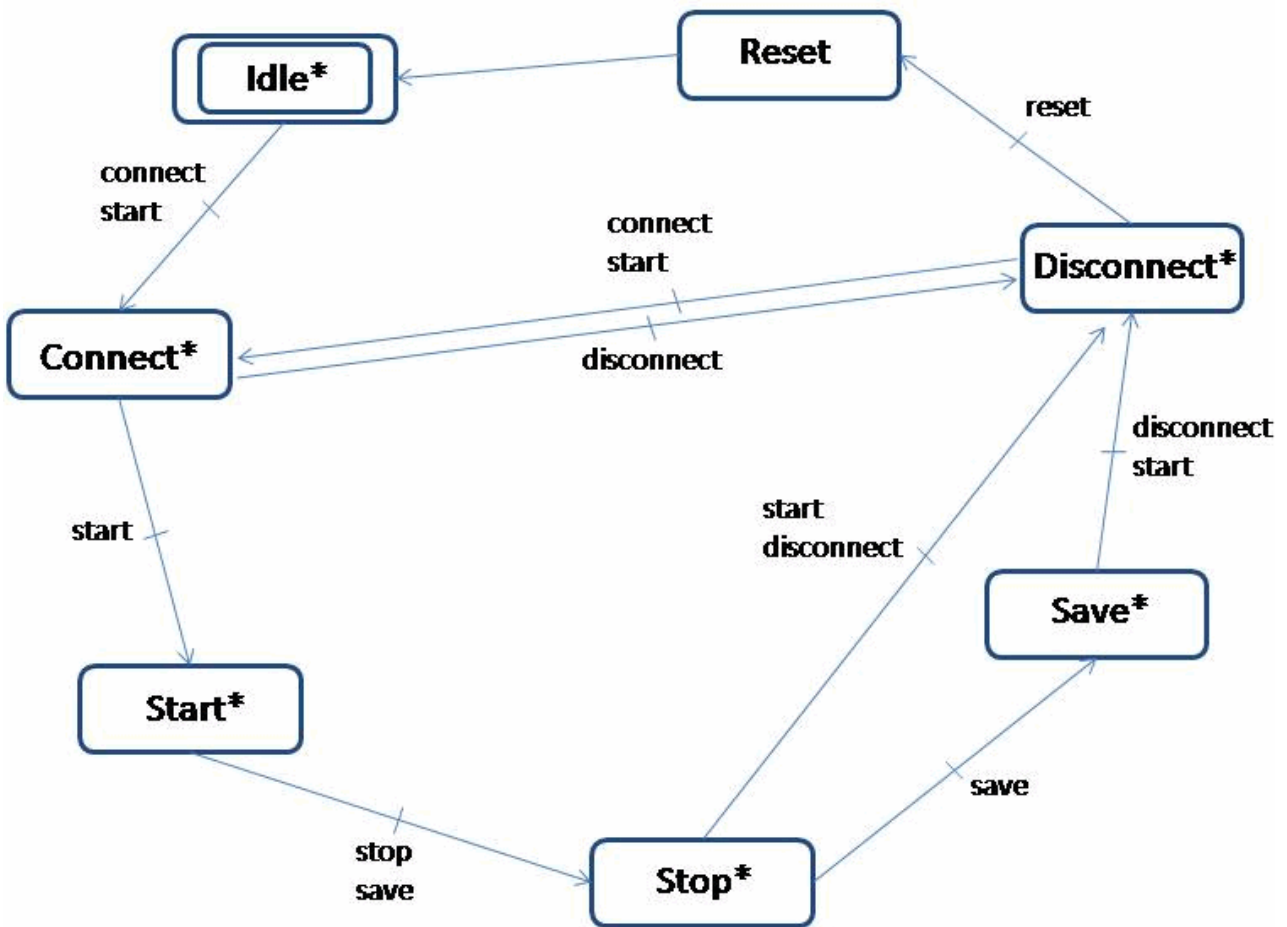 Idle*
Reset
reset
connect
start
connect
start
Disconnect*
Connect*
disconnect
disconnect
start
start
start
disconnect
Save*
Start*
save
stop
save
Stop*